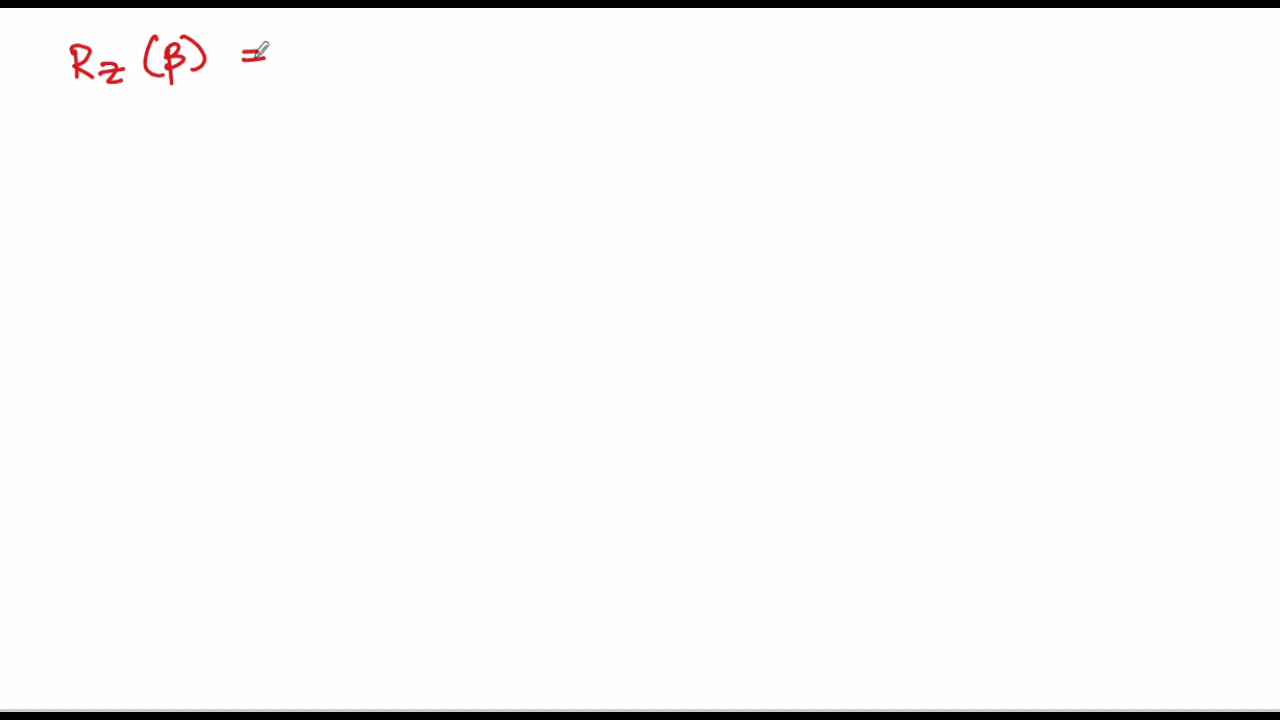 Rz (β) =